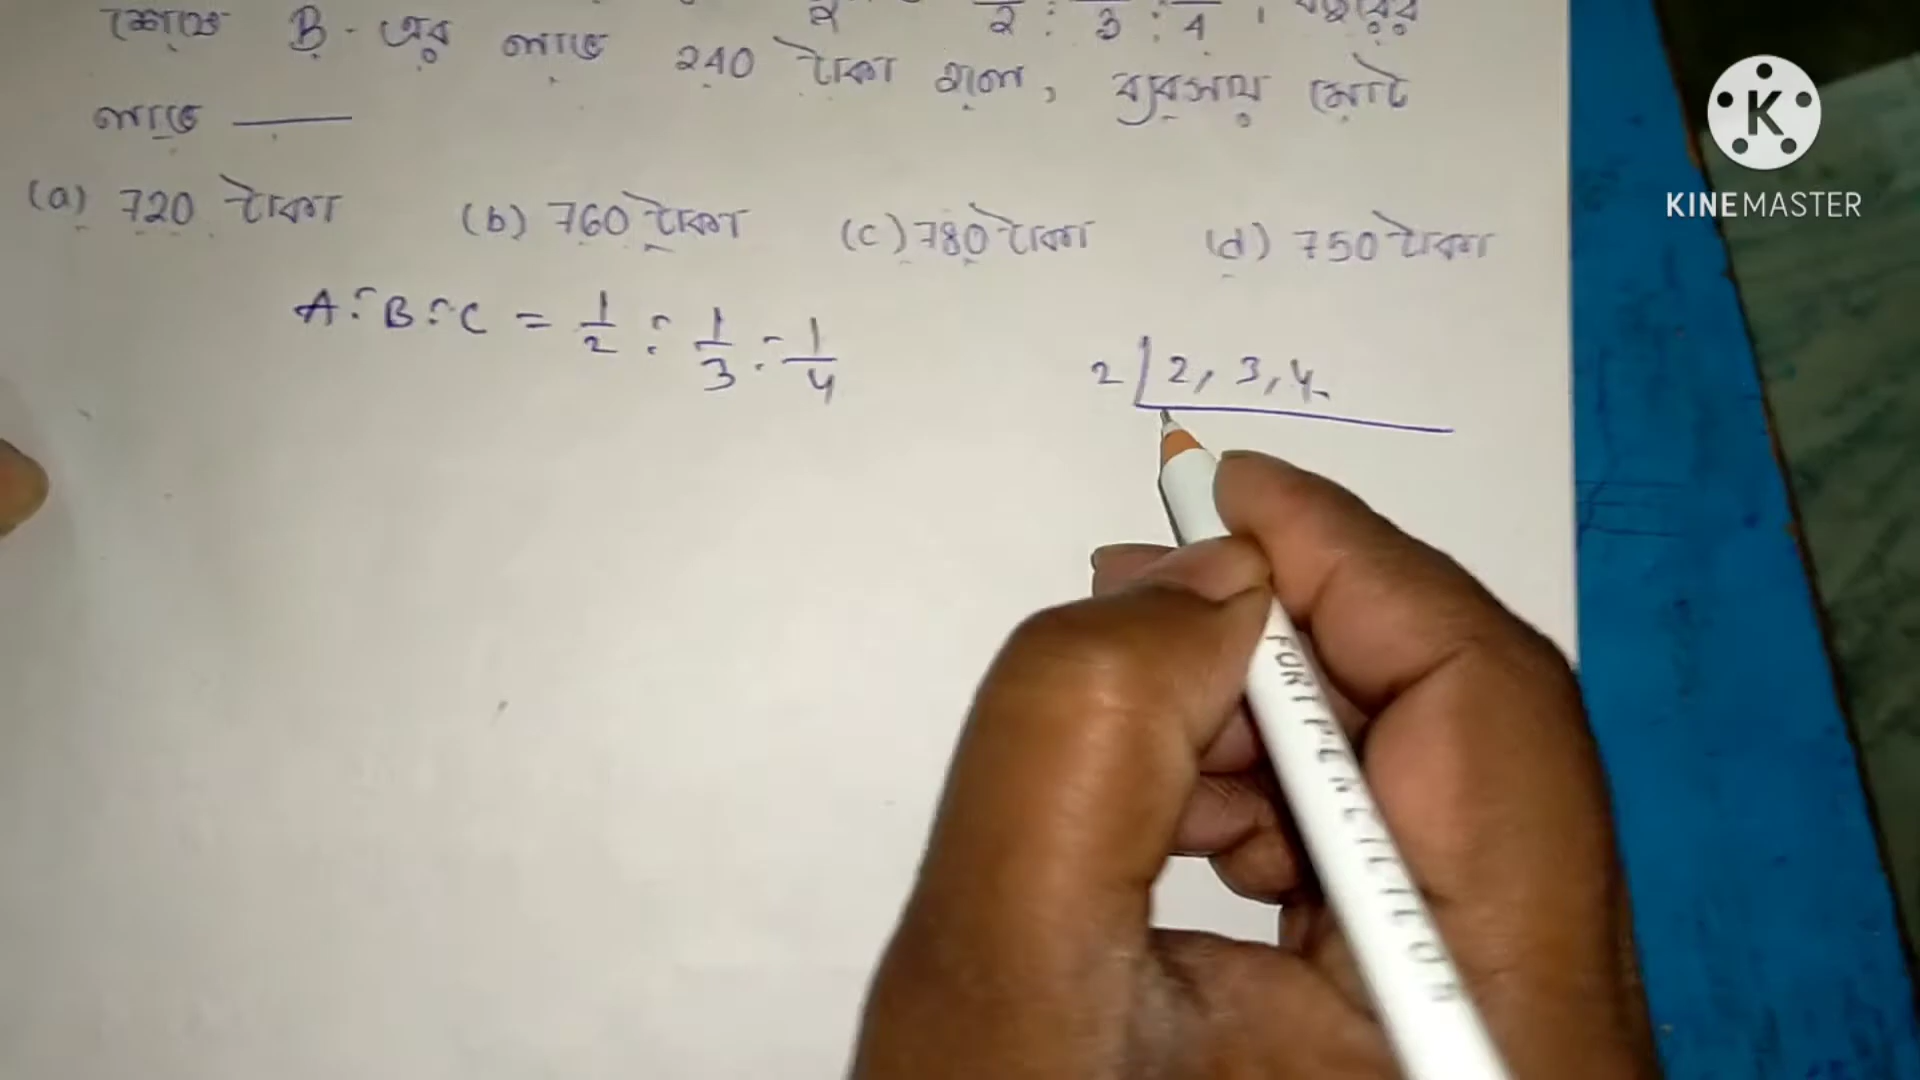 শেষে B-এর লাভ 240 টাকা হলে, ব্যবসায় মোট
লাভ ———
(a) 720 টাকা (b) 760 টাকা (c) 780 টাকা (d) 750 টাকা
A:B:C = 1/2 : 1/3 : 1/4
2 | 2, 3, 4
K
KINEMASTER